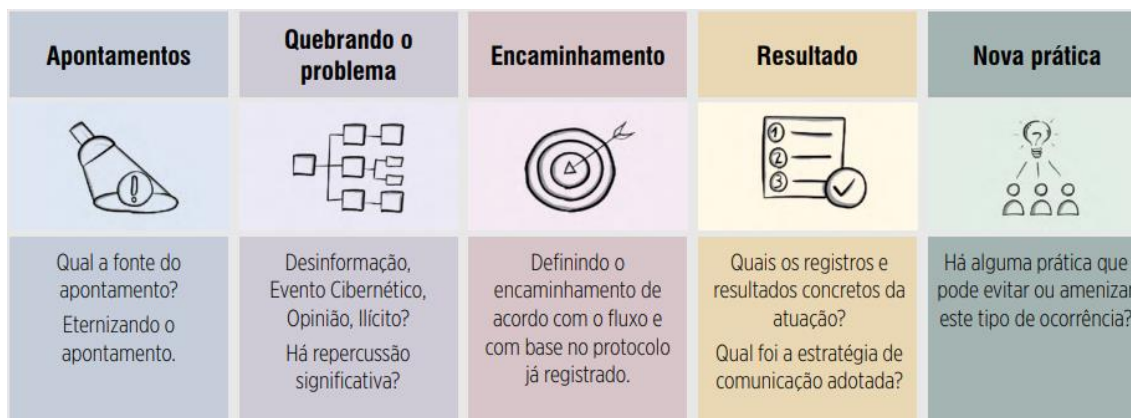 Apontamentos
Quebrando o
problema
Encaminhamento
Resultado
Nova prática
!
1
2
3
?
Qual a fonte do
apontamento?
Eternizando o
apontamento.
Desinformação,
Evento Cibernético,
Opinião, Ilícito?
Há repercussão
significativa?
Definindo o
encaminhamento de
acordo com o fluxo e
com base no protocolo
já registrado.
Quais os registros e
resultados concretos da
atuação?
Qual foi a estratégia de
comunicação adotada?
Há alguma prática que
pode evitar ou amenizar
este tipo de ocorrência?